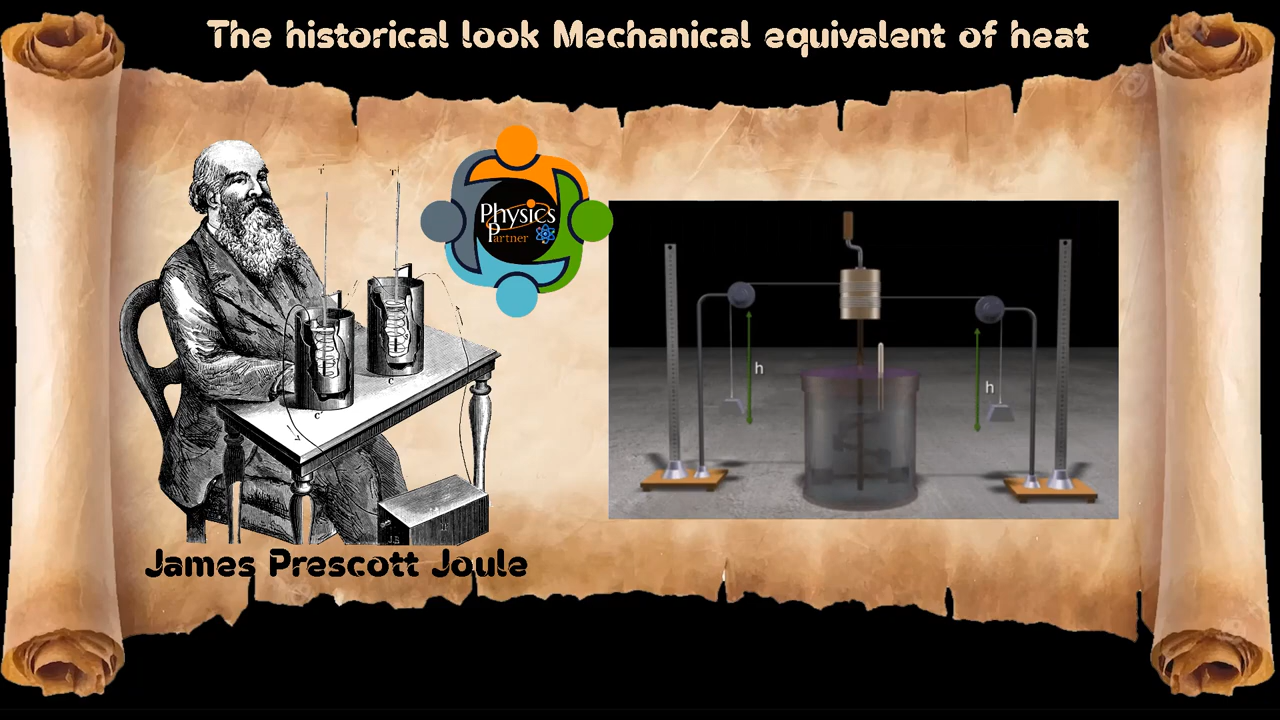 The historical look Mechanical equivalent of heat
T
T'
Physics
Partner
h
h
C
C'
James Prescott Joule